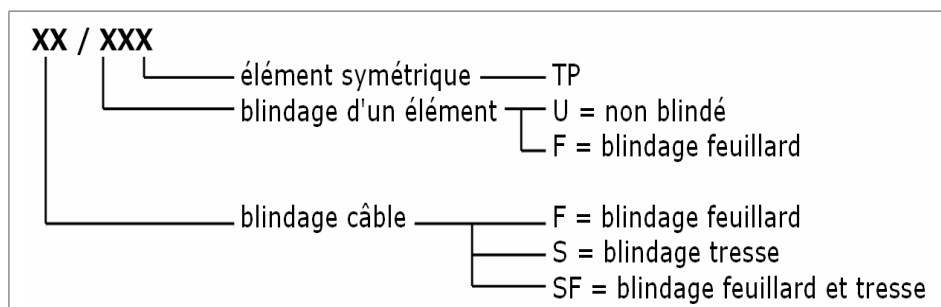 XX / XXX
élément symétrique TP
blindage d'un élément U = non blindé
F = blindage feuillard
blindage câble F = blindage feuillard
S = blindage tresse
SF = blindage feuillard et tresse